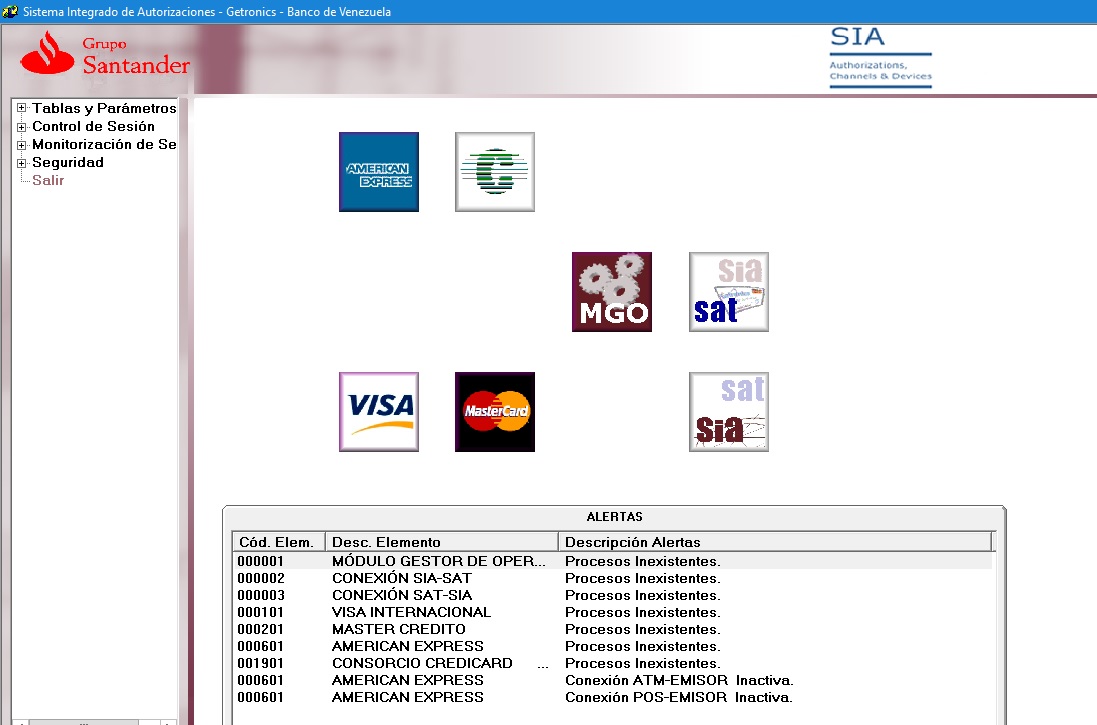 Sistema Integrado de Autorizaciones - Getronics - Banco de Venezuela
Grupo
Santander
SIA
Authorizations,
Channels & Devices
Tablas y Parámetros
Control de Sesión
Monitorización de Se
Seguridad
Salir
AMERICAN
EXPRESS
C
MGO
sia
sat
VISA
MasterCard
sat
sia
ALERTAS
Cód. Elem. Desc. Elemento Descripción Alertas
000001 MÓDULO GESTOR DE OPER... Procesos Inexistentes.
000002 CONEXIÓN SIA-SAT Procesos Inexistentes.
000003 CONEXIÓN SAT-SIA Procesos Inexistentes.
000101 VISA INTERNACIONAL Procesos Inexistentes.
000201 MASTER CREDITO Procesos Inexistentes.
000601 AMERICAN EXPRESS Procesos Inexistentes.
001901 CONSORCIO CREDICARD ... Procesos Inexistentes.
000601 AMERICAN EXPRESS Conexión ATM-EMISOR Inactiva.
000601 AMERICAN EXPRESS Conexión POS-EMISOR Inactiva.